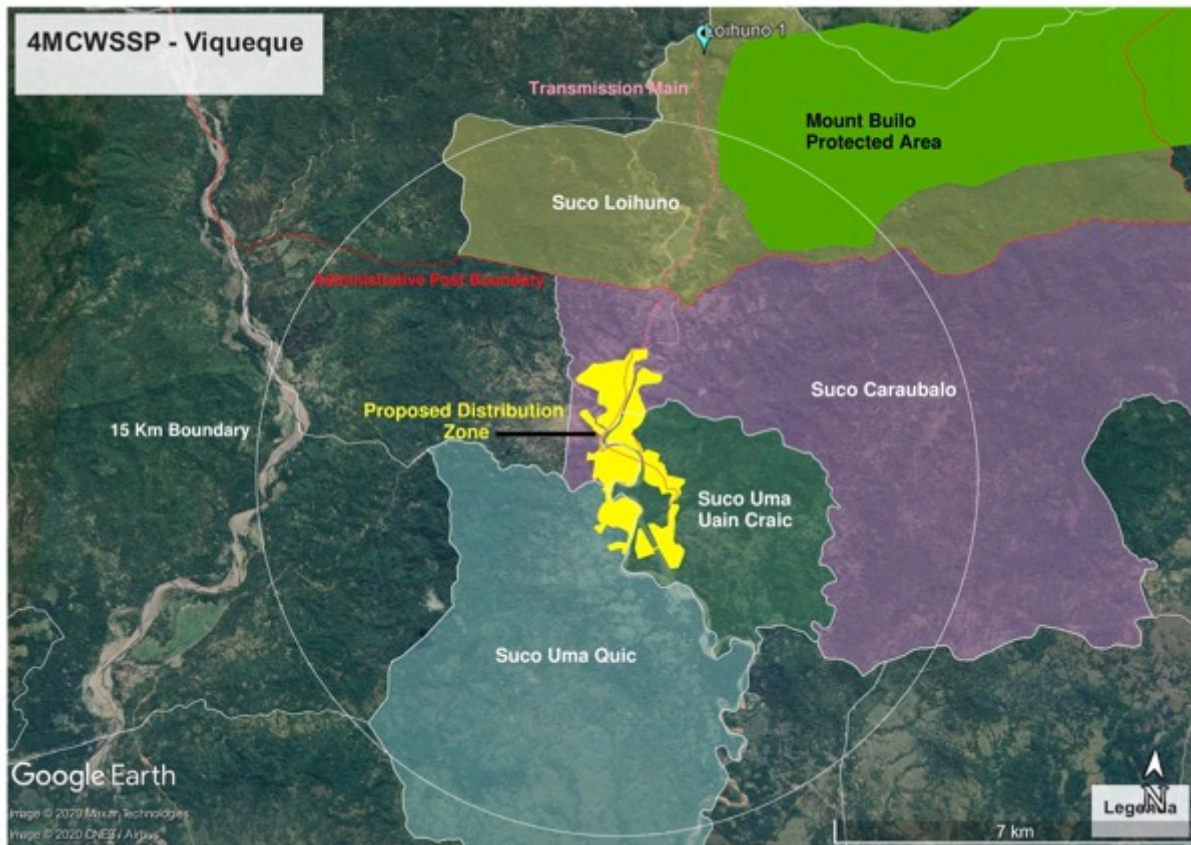 4MCWSSP - Viqueque
Loihuno 1
Transmission Main
Mount Builo
Protected Area
Suco Loihuno
Administrative Post Boundary
Suco Caraubalo
Proposed Distribution
Zone
15 Km Boundary
Suco Uma
Uain Craic
Suco Uma Quic
Google Earth
Image © 2020 Maxar Technologies
Image © 2020 CNES / Airbus
N
Legenda
7 km